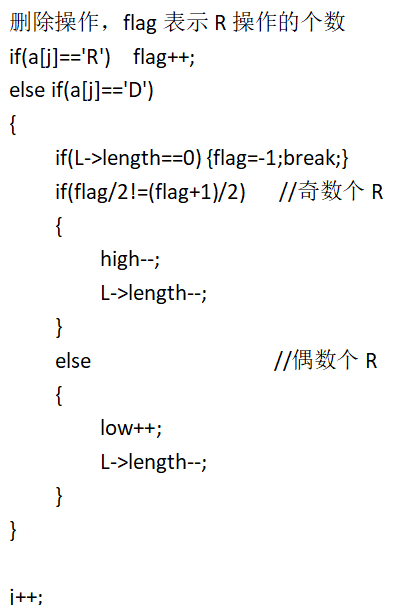 删除操作，flag 表示 R 操作的个数
if(a[j]=='R')    flag++;
else if(a[j]=='D')
{
if(L->length==0) {flag=-1;break;}
if(flag/2!=(flag+1)/2)      //奇数个 R
{
high--;
L->length--;
}
else                              //偶数个 R
{
low++;
L->length--;
}
}
j++;